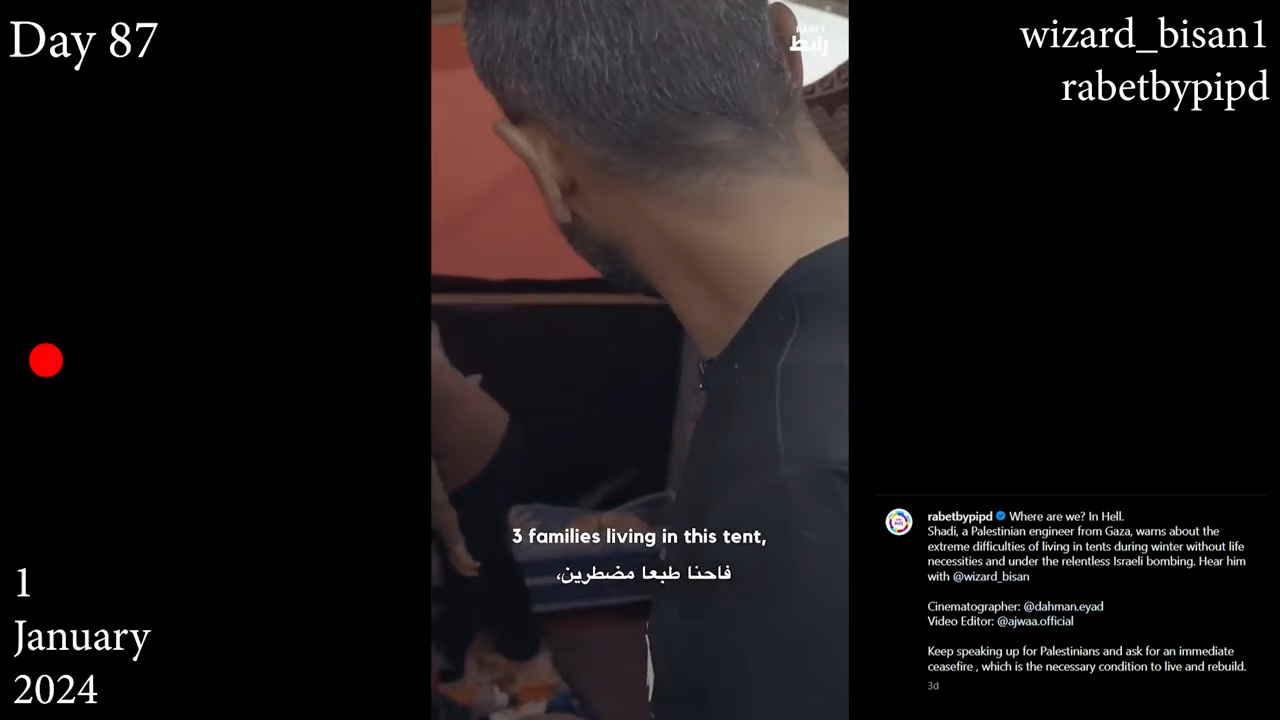 Day 87
wizard_bisan1
rabetbypipd
رابط
3 families living in this tent,
فاحنا طبعا مضطرين،
1
January
2024
rabetbypipd Where are we? In Hell.
Shadi, a Palestinian engineer from Gaza, warns about the
extreme difficulties of living in tents during winter without life
necessities and under the relentless Israeli bombing. Hear him
with @wizard_bisan
Cinematographer: @dahman.eyad
Video Editor: @ajwaa.official
Keep speaking up for Palestinians and ask for an immediate
ceasefire , which is the necessary condition to live and rebuild.
3d